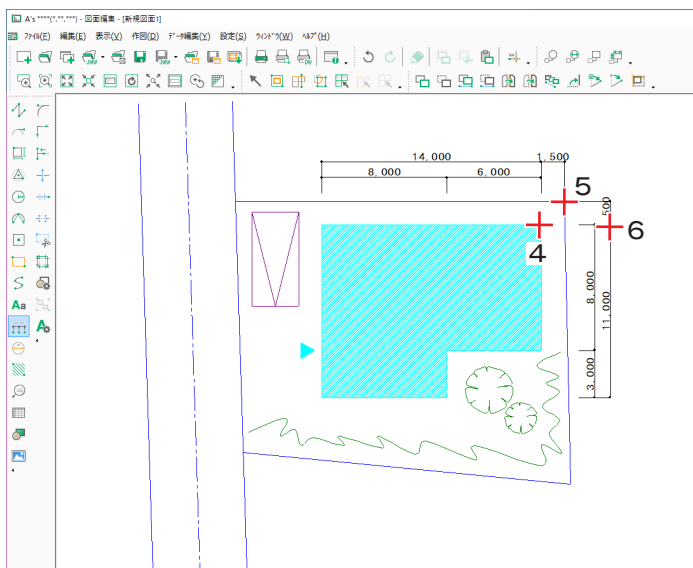 A's ****(*.**.***) - 図面編集 - [新規図面1]
ファイル(F) 編集(E) 表示(V) 作図(D) データ編集(Y) 設定(S) ウィンドウ(W) ヘルプ(H)
14,000
1,500
8,000
6,000
5
500
4
6
8,000
11,000
3,000
Aa
A